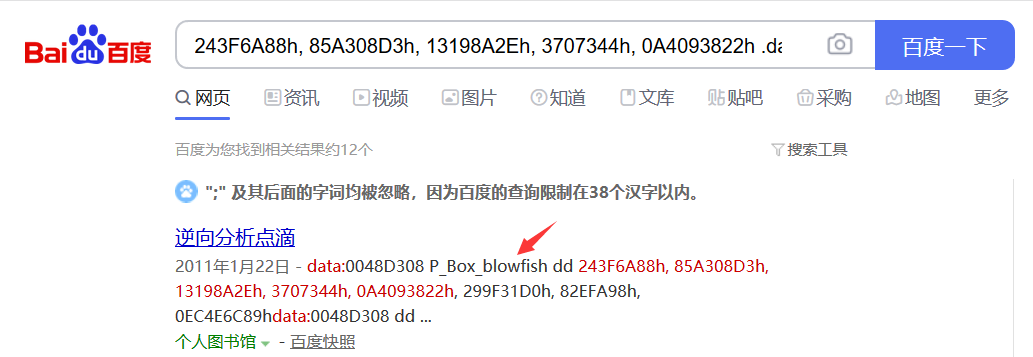 Bai du 百度
243F6A88h, 85A308D3h, 13198A2Eh, 3707344h, 0A4093822h .da
百度一下
网页 资讯 视频 图片 知道 文库 贴吧 采购 地图 更多
百度为您找到相关结果约12个
搜索工具
";" 及其后面的字词均被忽略，因为百度的查询限制在38个汉字以内。
逆向分析点滴
2011年1月22日 - data:0048D308 P_Box_blowfish dd 243F6A88h, 85A308D3h,
13198A2Eh, 3707344h, 0A4093822h, 299F31D0h, 82EFA98h,
0EC4E6C89hdata:0048D308 dd ...
个人图书馆 - 百度快照